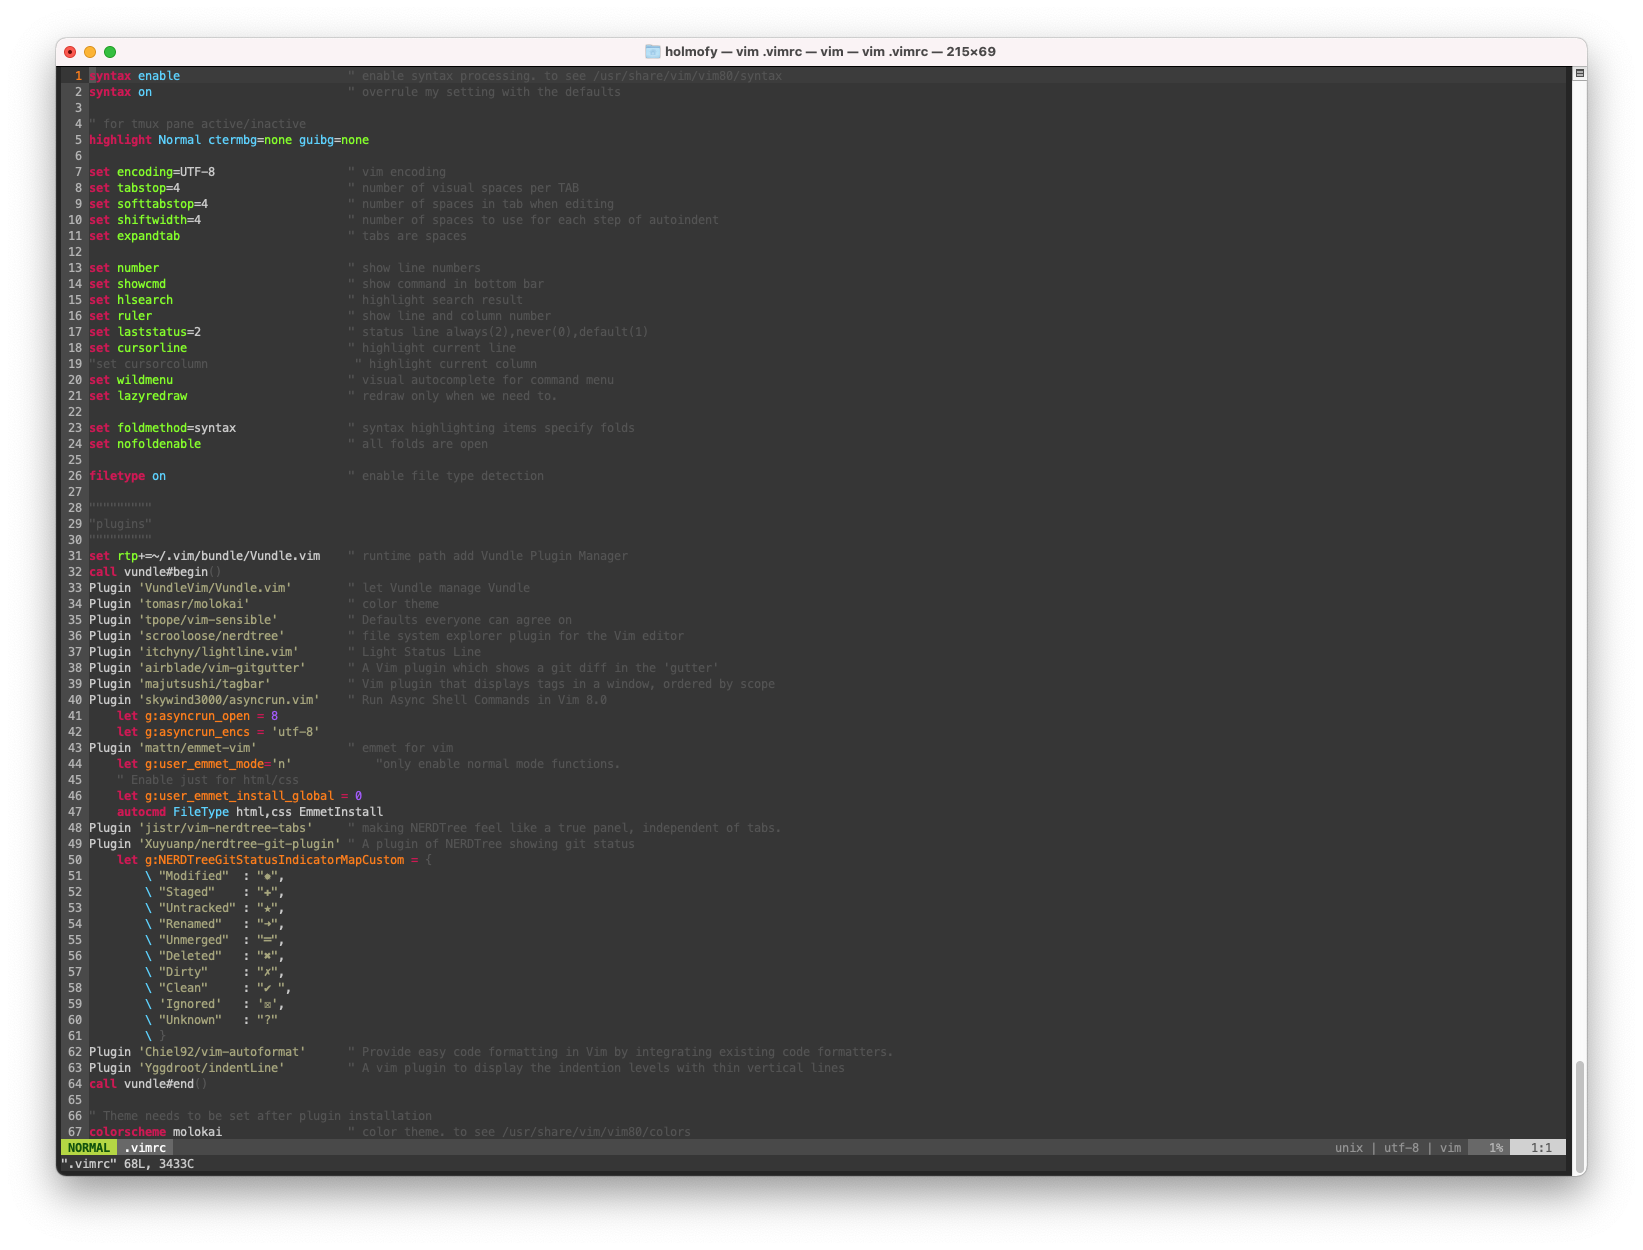 holmofy — vim .vimrc — vim — vim .vimrc — 215×69
1 syntax enable                        " enable syntax processing. to see /usr/share/vim/vim80/syntax
2 syntax on                            " overrule my setting with the defaults
3
4 " for tmux pane active/inactive
5 highlight Normal ctermbg=none guibg=none
6
7 set encoding=UTF-8                   " vim encoding
8 set tabstop=4                        " number of visual spaces per TAB
9 set softtabstop=4                    " number of spaces in tab when editing
10 set shiftwidth=4                     " number of spaces to use for each step of autoindent
11 set expandtab                        " tabs are spaces
12
13 set number                           " show line numbers
14 set showcmd                          " show command in bottom bar
15 set hlsearch                         " highlight search result
16 set ruler                            " show line and column number
17 set laststatus=2                     " status line always(2),never(0),default(1)
18 set cursorline                       " highlight current line
19 "set cursorcolumn                     " highlight current column
20 set wildmenu                         " visual autocomplete for command menu
21 set lazyredraw                       " redraw only when we need to.
22
23 set foldmethod=syntax                " syntax highlighting items specify folds
24 set nofoldenable                     " all folds are open
25
26 filetype on                          " enable file type detection
27
28 """""""""
29 "plugins"
30 """""""""
31 set rtp+=~/.vim/bundle/Vundle.vim    " runtime path add Vundle Plugin Manager
32 call vundle#begin()
33 Plugin 'VundleVim/Vundle.vim'        " let Vundle manage Vundle
34 Plugin 'tomasr/molokai'              " color theme
35 Plugin 'tpope/vim-sensible'          " Defaults everyone can agree on
36 Plugin 'scrooloose/nerdtree'         " file system explorer plugin for the Vim editor
37 Plugin 'itchyny/lightline.vim'       " Light Status Line
38 Plugin 'airblade/vim-gitgutter'      " A Vim plugin which shows a git diff in the 'gutter'
39 Plugin 'majutsushi/tagbar'           " Vim plugin that displays tags in a window, ordered by scope
40 Plugin 'skywind3000/asyncrun.vim'    " Run Async Shell Commands in Vim 8.0
41     let g:asyncrun_open = 8
42     let g:asyncrun_encs = 'utf-8'
43 Plugin 'mattn/emmet-vim'             " emmet for vim
44     let g:user_emmet_mode='n'            "only enable normal mode functions.
45     " Enable just for html/css
46     let g:user_emmet_install_global = 0
47     autocmd FileType html,css EmmetInstall
48 Plugin 'jistr/vim-nerdtree-tabs'     " making NERDTree feel like a true panel, independent of tabs.
49 Plugin 'Xuyuanp/nerdtree-git-plugin' " A plugin of NERDTree showing git status
50     let g:NERDTreeGitStatusIndicatorMapCustom = {
51         \ "Modified"  : "✹",
52         \ "Staged"    : "✚",
53         \ "Untracked" : "★",
54         \ "Renamed"   : "➜",
55         \ "Unmerged"  : "═",
56         \ "Deleted"   : "✖",
57         \ "Dirty"     : "✗",
58         \ "Clean"     : "✔ ",
59         \ 'Ignored'   : '☒',
60         \ "Unknown"   : "?"
61         \ }
62 Plugin 'Chiel92/vim-autoformat'      " Provide easy code formatting in Vim by integrating existing code formatters.
63 Plugin 'Yggdroot/indentLine'         " A vim plugin to display the indention levels with thin vertical lines
64 call vundle#end()
65
66 " Theme needs to be set after plugin installation
67 colorscheme molokai                  " color theme. to see /usr/share/vim/vim80/colors
NORMAL .vimrc unix | utf-8 | vim 1% 1:1
".vimrc" 68L, 3433C